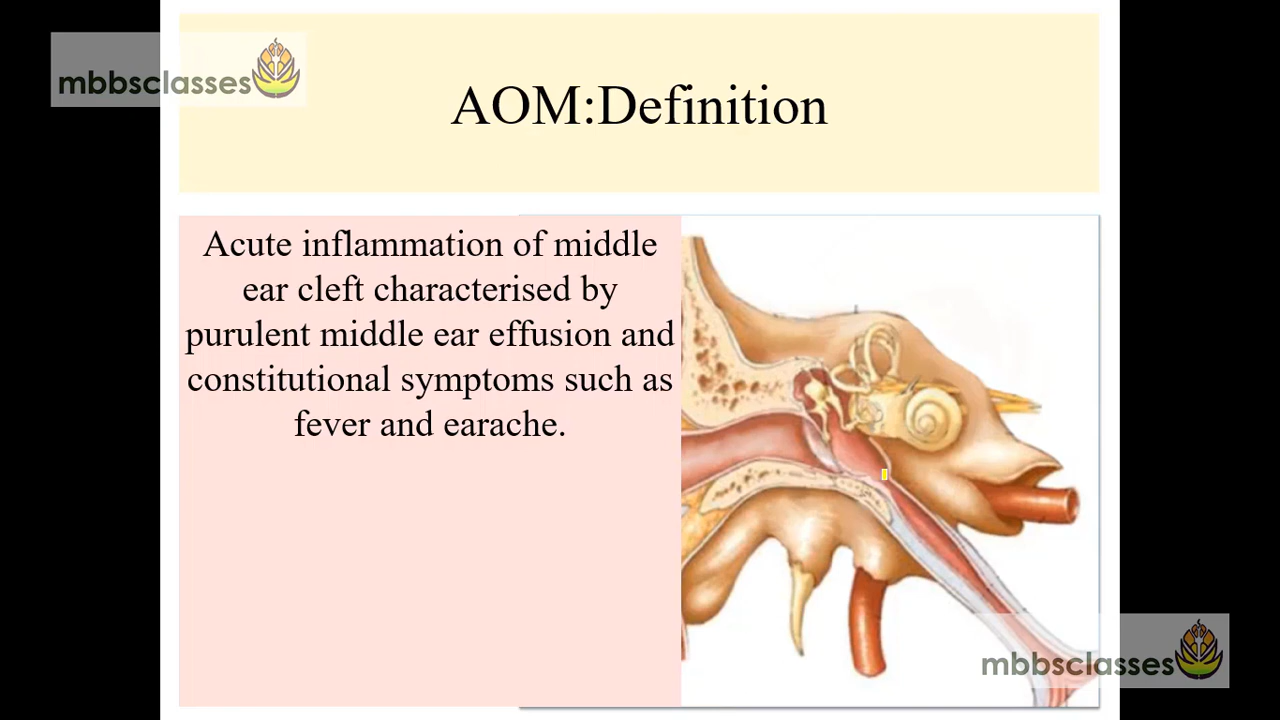 mbbsclasses
AOM:Definition
Acute inflammation of middle
ear cleft characterised by
purulent middle ear effusion and
constitutional symptoms such as
fever and earache.
mbbsclasses